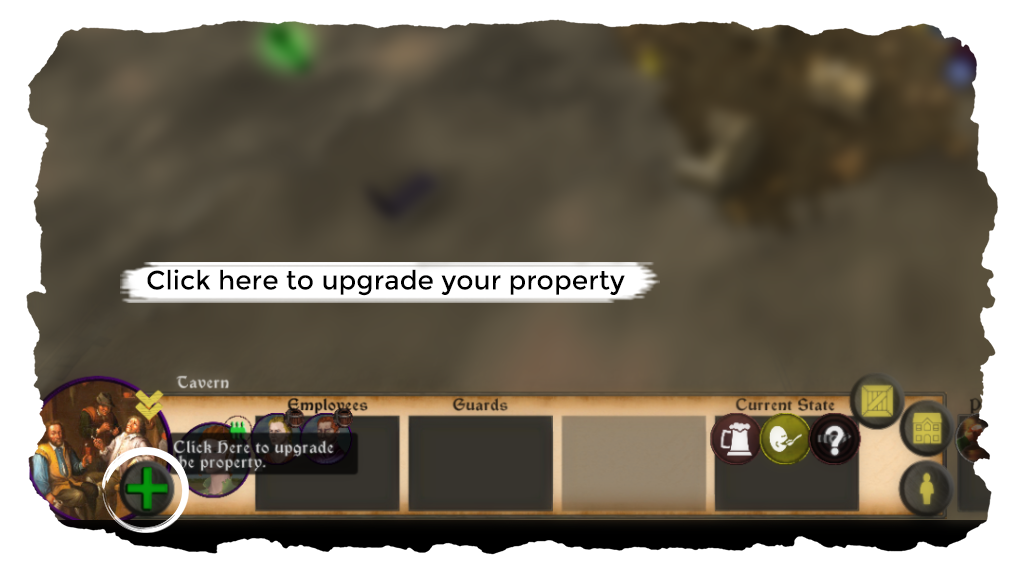 Click here to upgrade your property
Tavern
Employees
Guards
Current State
Click Here to upgrade
the property.
?